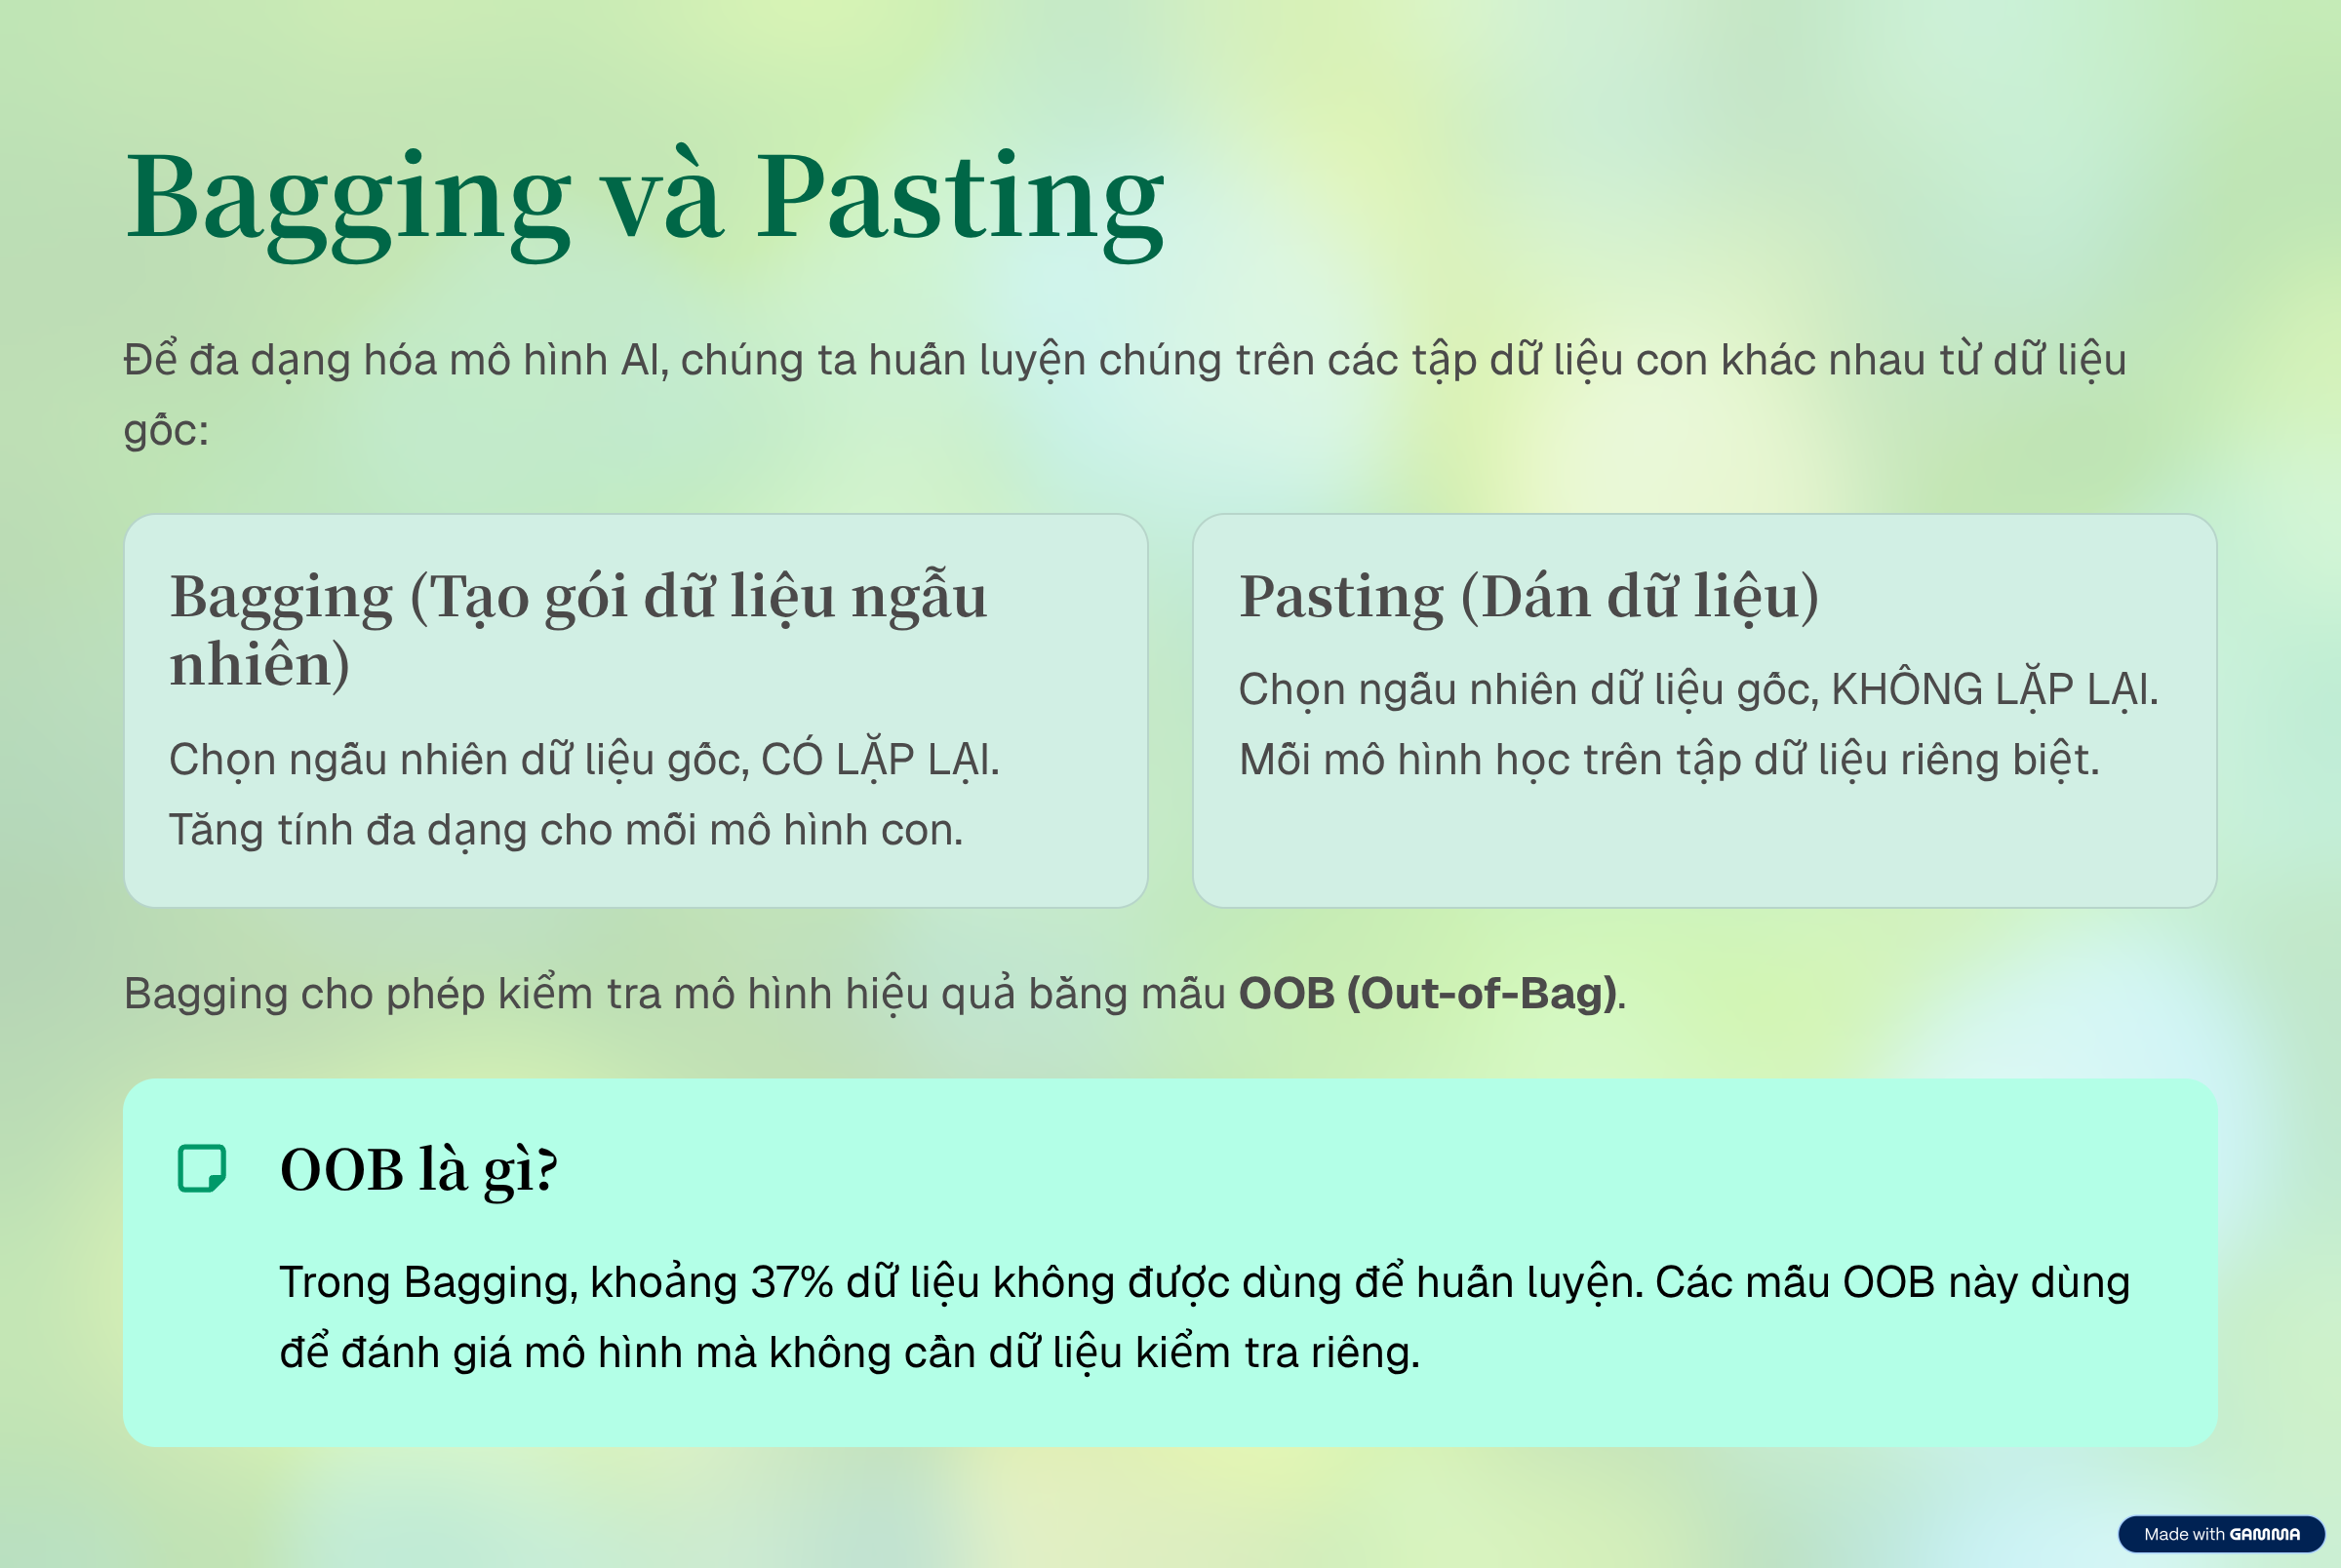 Bagging và Pasting
Để đa dạng hóa mô hình AI, chúng ta huấn luyện chúng trên các tập dữ liệu con khác nhau từ dữ liệu
gốc:
Bagging (Tạo gói dữ liệu ngẫu
nhiên)
Chọn ngẫu nhiên dữ liệu gốc, CÓ LẶP LẠI.
Tăng tính đa dạng cho mỗi mô hình con.
Pasting (Dán dữ liệu)
Chọn ngẫu nhiên dữ liệu gốc, KHÔNG LẶP LẠI.
Mỗi mô hình học trên tập dữ liệu riêng biệt.
Bagging cho phép kiểm tra mô hình hiệu quả bằng mẫu OOB (Out-of-Bag).
OOB là gì?
Trong Bagging, khoảng 37% dữ liệu không được dùng để huấn luyện. Các mẫu OOB này dùng
để đánh giá mô hình mà không cần dữ liệu kiểm tra riêng.
Made with GAMMA